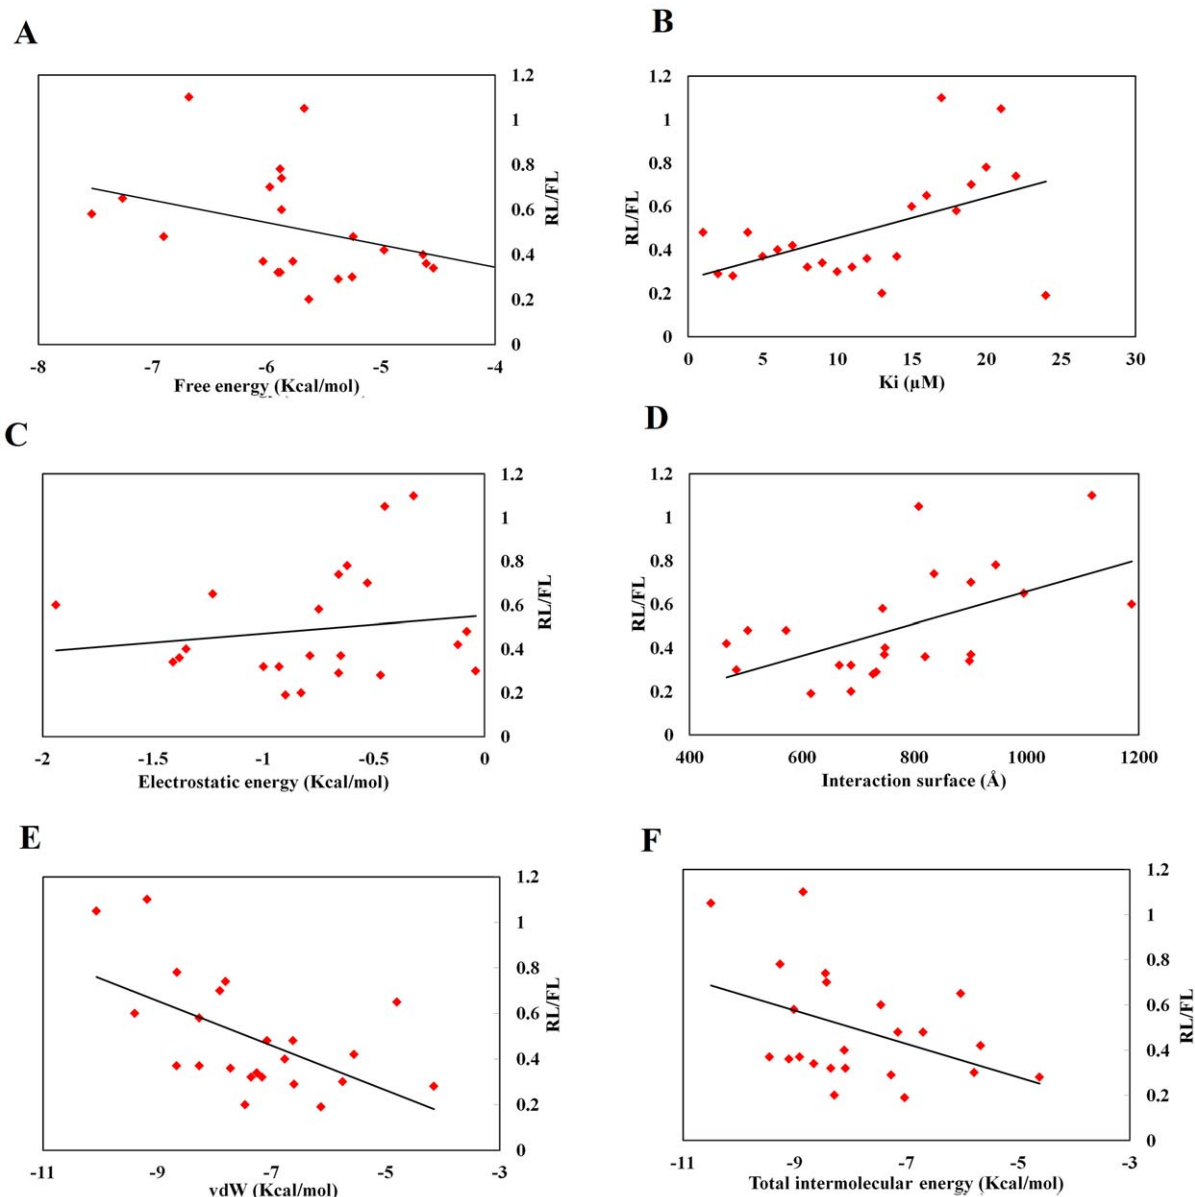 A
B
1.2
1
0.8
0.6
0.4
0.2
0
RL/FL
-8 -7 -6 -5 -4
Free energy (Kcal/mol)
1.2
1
0.8
0.6
0.4
0.2
0
RL/FL
0 5 10 15 20 25 30
Ki (µM)
C
D
1.2
1
0.8
0.6
0.4
0.2
0
RL/FL
-2 -1.5 -1 -0.5 0
Electrostatic energy (Kcal/mol)
1.2
1
0.8
0.6
0.4
0.2
0
RL/FL
400 600 800 1000 1200
Interaction surface (Å)
E
F
1.2
1
0.8
0.6
0.4
0.2
0
RL/FL
-11 -9 -7 -5 -3
vdW (Kcal/mol)
1.2
1
0.8
0.6
0.4
0.2
0
RL/FL
-11 -9 -7 -5 -3
Total intermolecular energy (Kcal/mol)